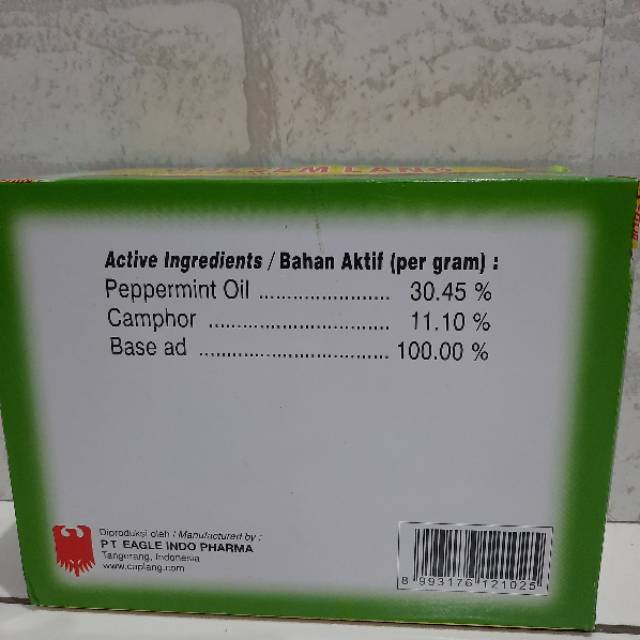 M LANG
Active Ingredients / Bahan Aktif (per gram) :
Peppermint Oil ....................... 30.45 %
Camphor ................................ 11.10 %
Base ad ................................. 100.00 %
Diproduksi oleh / Manufactured by :
PT EAGLE INDO PHARMA
Tangerang, Indonesia
www.caplang.com
8 993176 121025